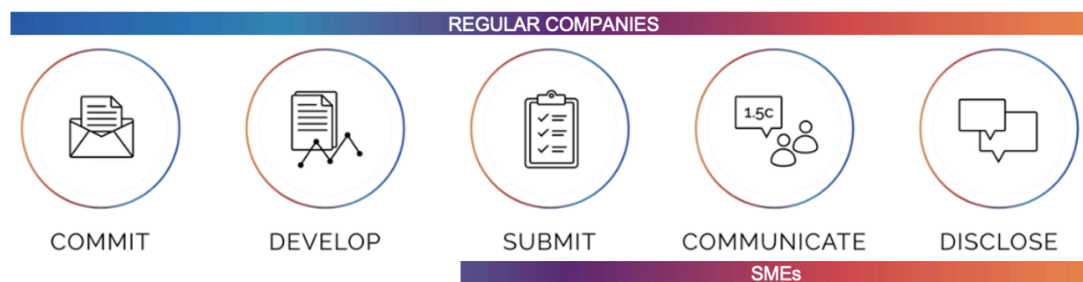 REGULAR COMPANIES
1.5c
COMMIT
DEVELOP
SUBMIT
COMMUNICATE
DISCLOSE
SMEs